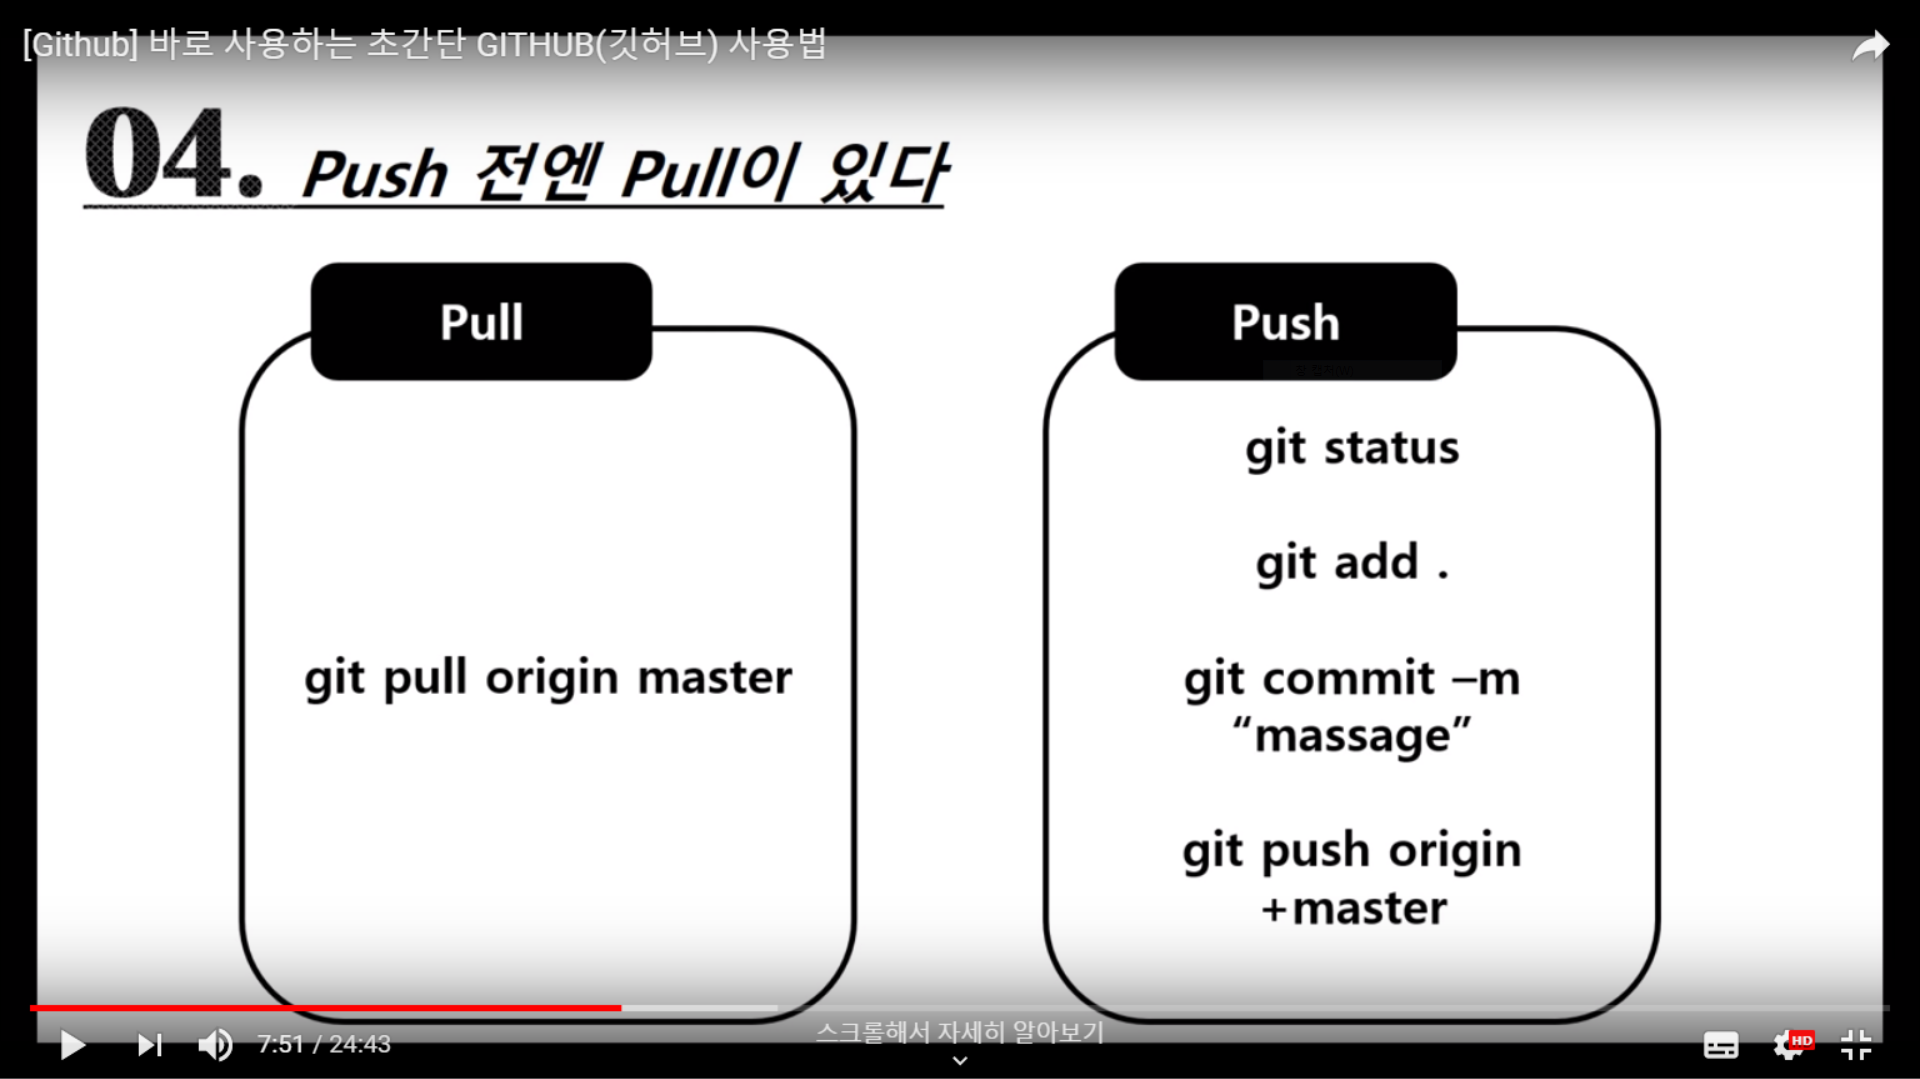 [Github] 바로 사용하는 초간단 GITHUB(깃허브) 사용법
04. Push 전엔 Pull이 있다
Pull
git pull origin master
Push
git status
git add .
git commit –m
“massage”
git push origin
+master
7:51 / 24:43
스크롤해서 자세히 알아보기
HD